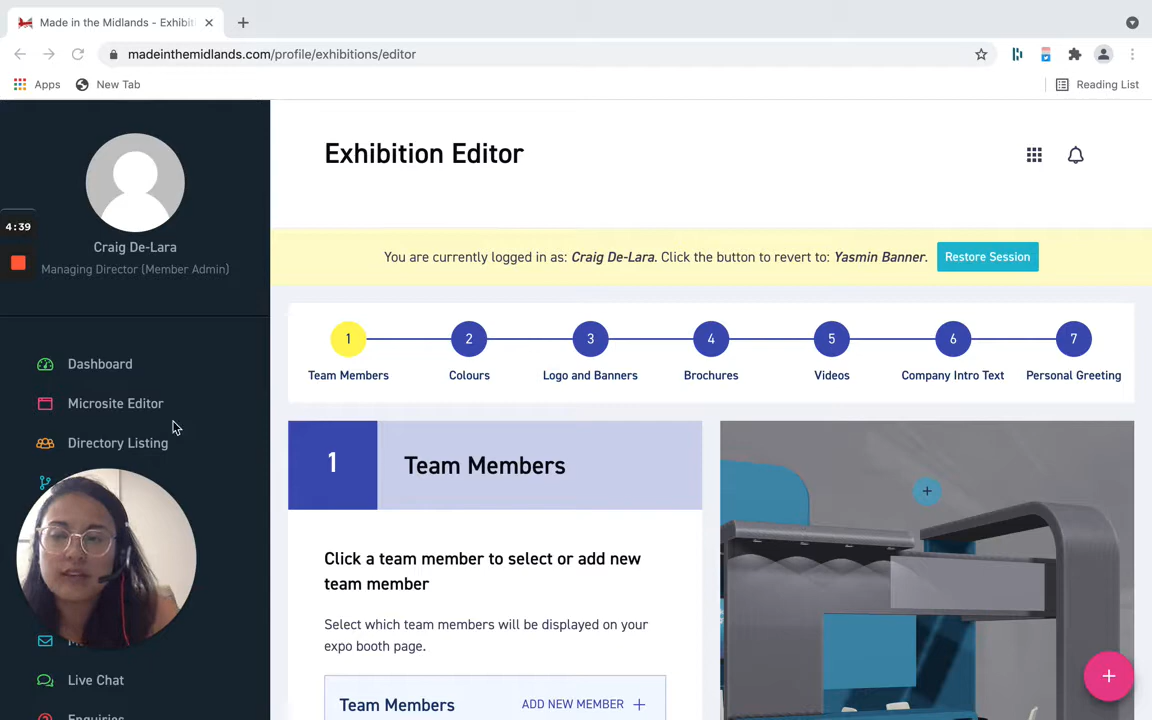 Made in the Midlands - Exhibit
madeinthemidlands.com/profile/exhibitions/editor
Apps
New Tab
Reading List
Craig De-Lara
Managing Director (Member Admin)
4:39
Dashboard
Microsite Editor
Directory Listing
Live Chat
Enquiries
Exhibition Editor
You are currently logged in as: Craig De-Lara. Click the button to revert to: Yasmin Banner.
Restore Session
1 2 3 4 5 6 7
Team Members Colours Logo and Banners Brochures Videos Company Intro Text Personal Greeting
1 Team Members
Click a team member to select or add new
team member
Select which team members will be displayed on your
expo booth page.
Team Members ADD NEW MEMBER +